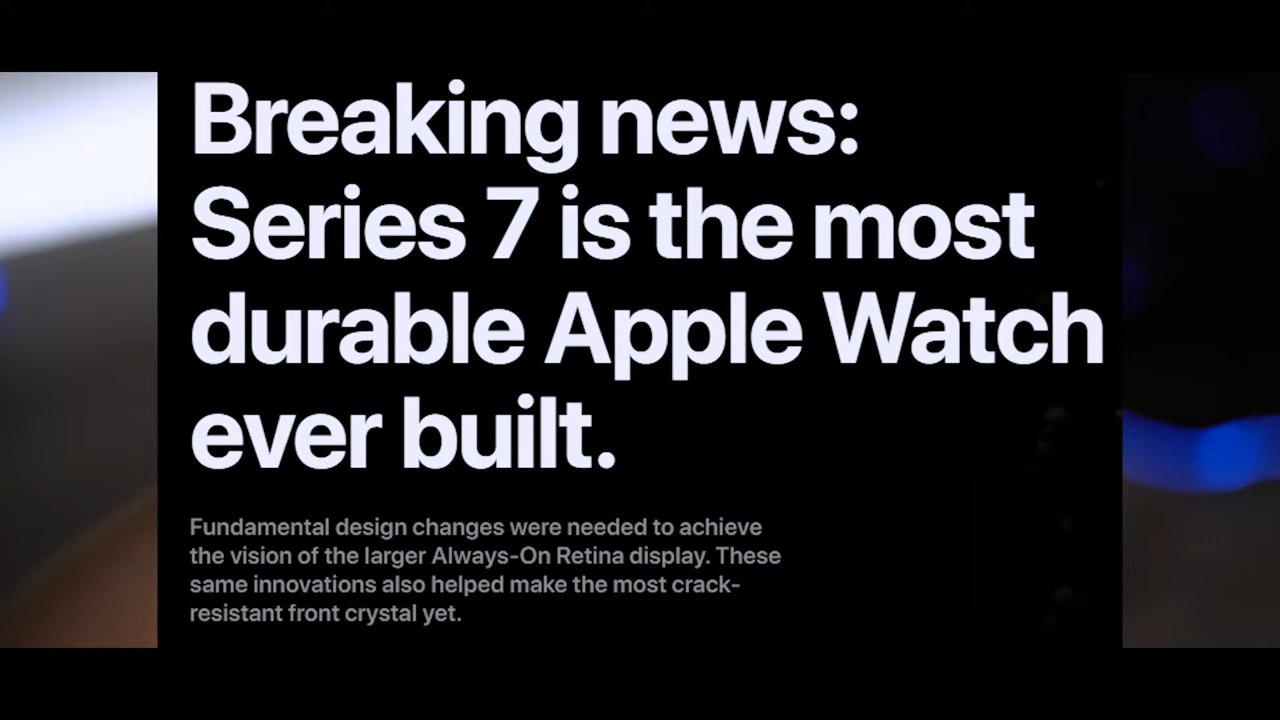 Breaking news:
Series 7 is the most
durable Apple Watch
ever built.
Fundamental design changes were needed to achieve
the vision of the larger Always-On Retina display. These
same innovations also helped make the most crack-
resistant front crystal yet.